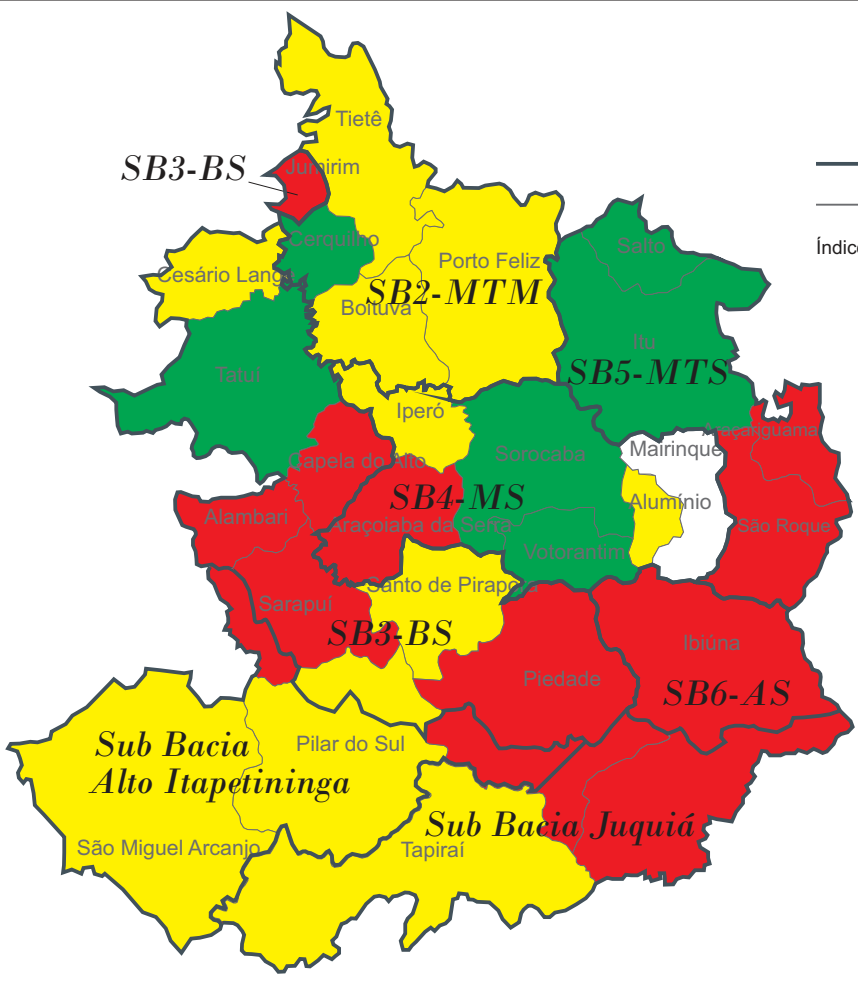 Tietê
SB3-BS
Jumirim
Cerquilho
Salto
Porto Feliz
Índice
Cesário Lange
SB2-MTM
Boituva
Itu
SB5-MTS
Tatuí
Iperó
Araçariguama
Mairinque
Sorocaba
Capela do Alto
SB4-MS
Alumínio
Alambari
Araçoiaba da Serra
São Roque
Votorantim
Santo de Pirapora
Sarapuí
SB3-BS
Ibiúna
Piedade
SB6-AS
Sub Bacia
Alto Itapetininga
Pilar do Sul
Sub Bacia Juquiá
São Miguel Arcanjo
Tapiraí